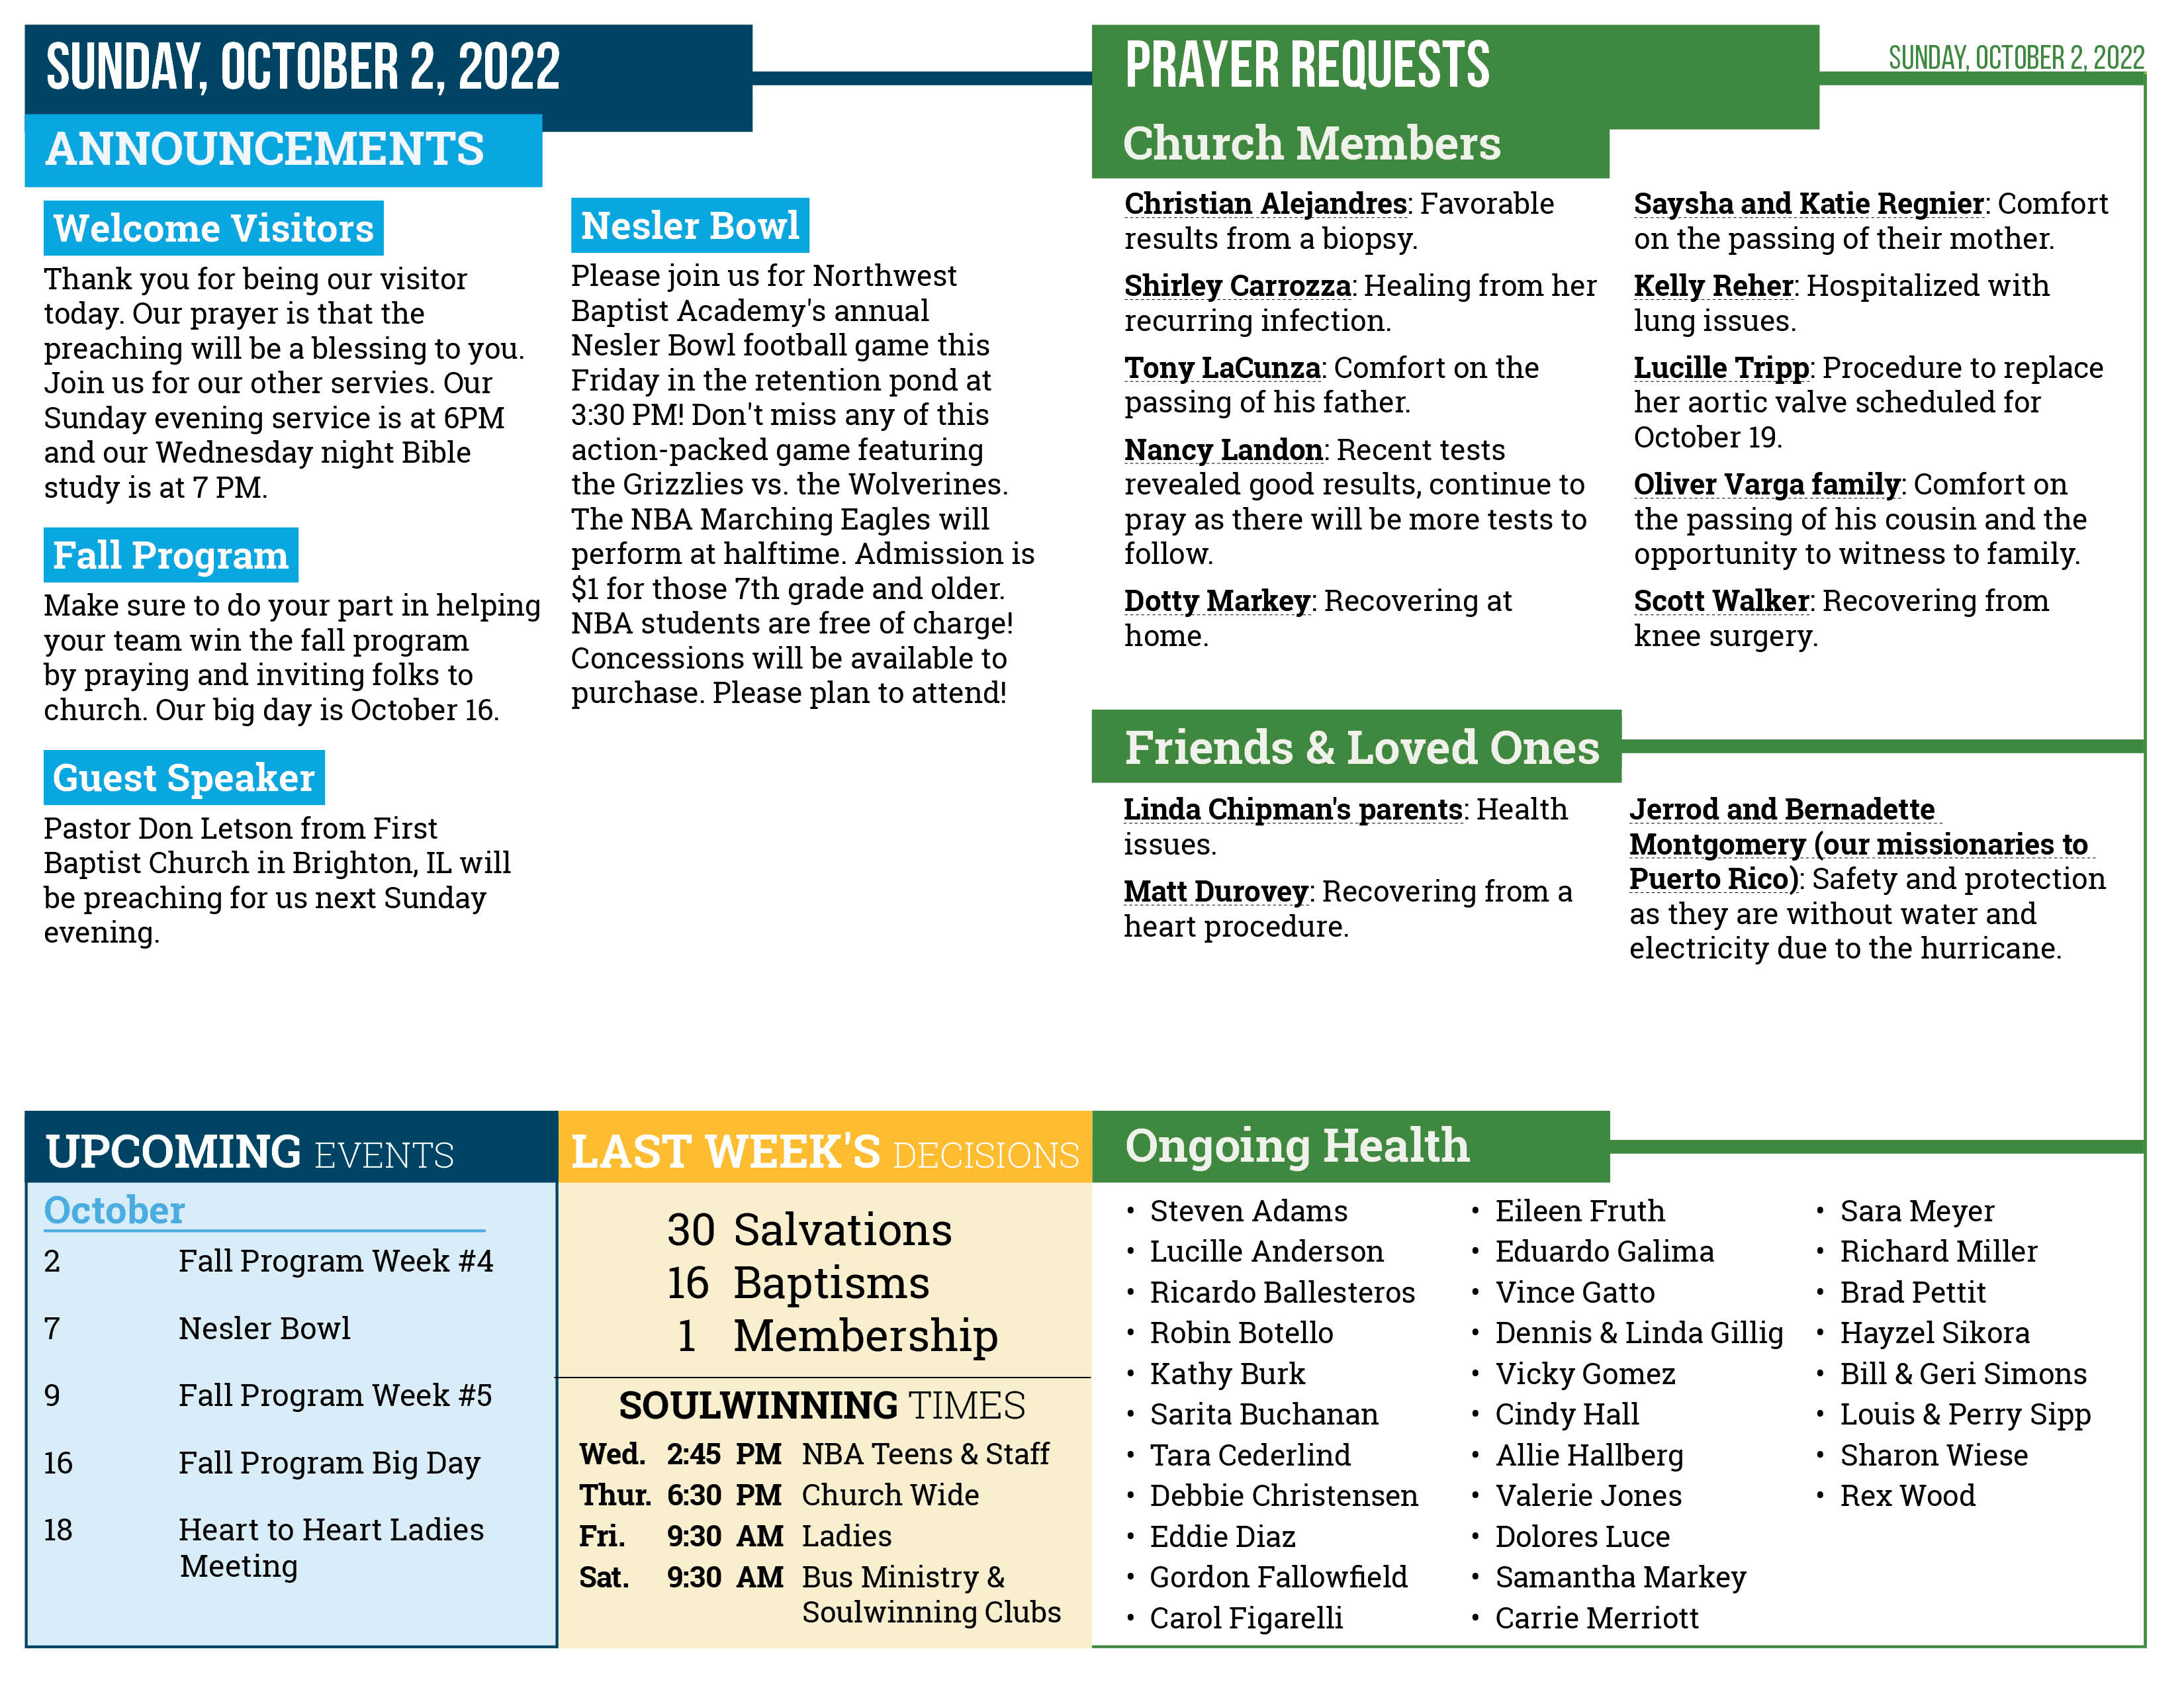 SUNDAY, OCTOBER 2, 2022
ANNOUNCEMENTS
Welcome Visitors
Thank you for being our visitor
today. Our prayer is that the
preaching will be a blessing to you.
Join us for our other servies. Our
Sunday evening service is at 6PM
and our Wednesday night Bible
study is at 7 PM.
Fall Program
Make sure to do your part in helping
your team win the fall program
by praying and inviting folks to
church. Our big day is October 16.
Guest Speaker
Pastor Don Letson from First
Baptist Church in Brighton, IL will
be preaching for us next Sunday
evening.
Nesler Bowl
Please join us for Northwest
Baptist Academy's annual
Nesler Bowl football game this
Friday in the retention pond at
3:30 PM! Don't miss any of this
action-packed game featuring
the Grizzlies vs. the Wolverines.
The NBA Marching Eagles will
perform at halftime. Admission is
$1 for those 7th grade and older.
NBA students are free of charge!
Concessions will be available to
purchase. Please plan to attend!
UPCOMING EVENTS
October
2 Fall Program Week #4
7 Nesler Bowl
9 Fall Program Week #5
16 Fall Program Big Day
18 Heart to Heart Ladies
Meeting
LAST WEEK'S DECISIONS
30 Salvations
16 Baptisms
1 Membership
SOULWINNING TIMES
Wed. 2:45 PM NBA Teens & Staff
Thur. 6:30 PM Church Wide
Fri. 9:30 AM Ladies
Sat. 9:30 AM Bus Ministry &
Soulwinning Clubs
PRAYER REQUESTS
SUNDAY, OCTOBER 2, 2022
Church Members
Christian Alejandres: Favorable
results from a biopsy.
Shirley Carrozza: Healing from her
recurring infection.
Tony LaCunza: Comfort on the
passing of his father.
Nancy Landon: Recent tests
revealed good results, continue to
pray as there will be more tests to
follow.
Dotty Markey: Recovering at
home.
Saysha and Katie Regnier: Comfort
on the passing of their mother.
Kelly Reher: Hospitalized with
lung issues.
Lucille Tripp: Procedure to replace
her aortic valve scheduled for
October 19.
Oliver Varga family: Comfort on
the passing of his cousin and the
opportunity to witness to family.
Scott Walker: Recovering from
knee surgery.
Friends & Loved Ones
Linda Chipman's parents: Health
issues.
Matt Durovey: Recovering from a
heart procedure.
Jerrod and Bernadette
Montgomery (our missionaries to
Puerto Rico): Safety and protection
as they are without water and
electricity due to the hurricane.
Ongoing Health
• Steven Adams
• Lucille Anderson
• Ricardo Ballesteros
• Robin Botello
• Kathy Burk
• Sarita Buchanan
• Tara Cederlind
• Debbie Christensen
• Eddie Diaz
• Gordon Fallowfield
• Carol Figarelli
• Eileen Fruth
• Eduardo Galima
• Vince Gatto
• Dennis & Linda Gillig
• Vicky Gomez
• Cindy Hall
• Allie Hallberg
• Valerie Jones
• Dolores Luce
• Samantha Markey
• Carrie Merriott
• Sara Meyer
• Richard Miller
• Brad Pettit
• Hayzel Sikora
• Bill & Geri Simons
• Louis & Perry Sipp
• Sharon Wiese
• Rex Wood